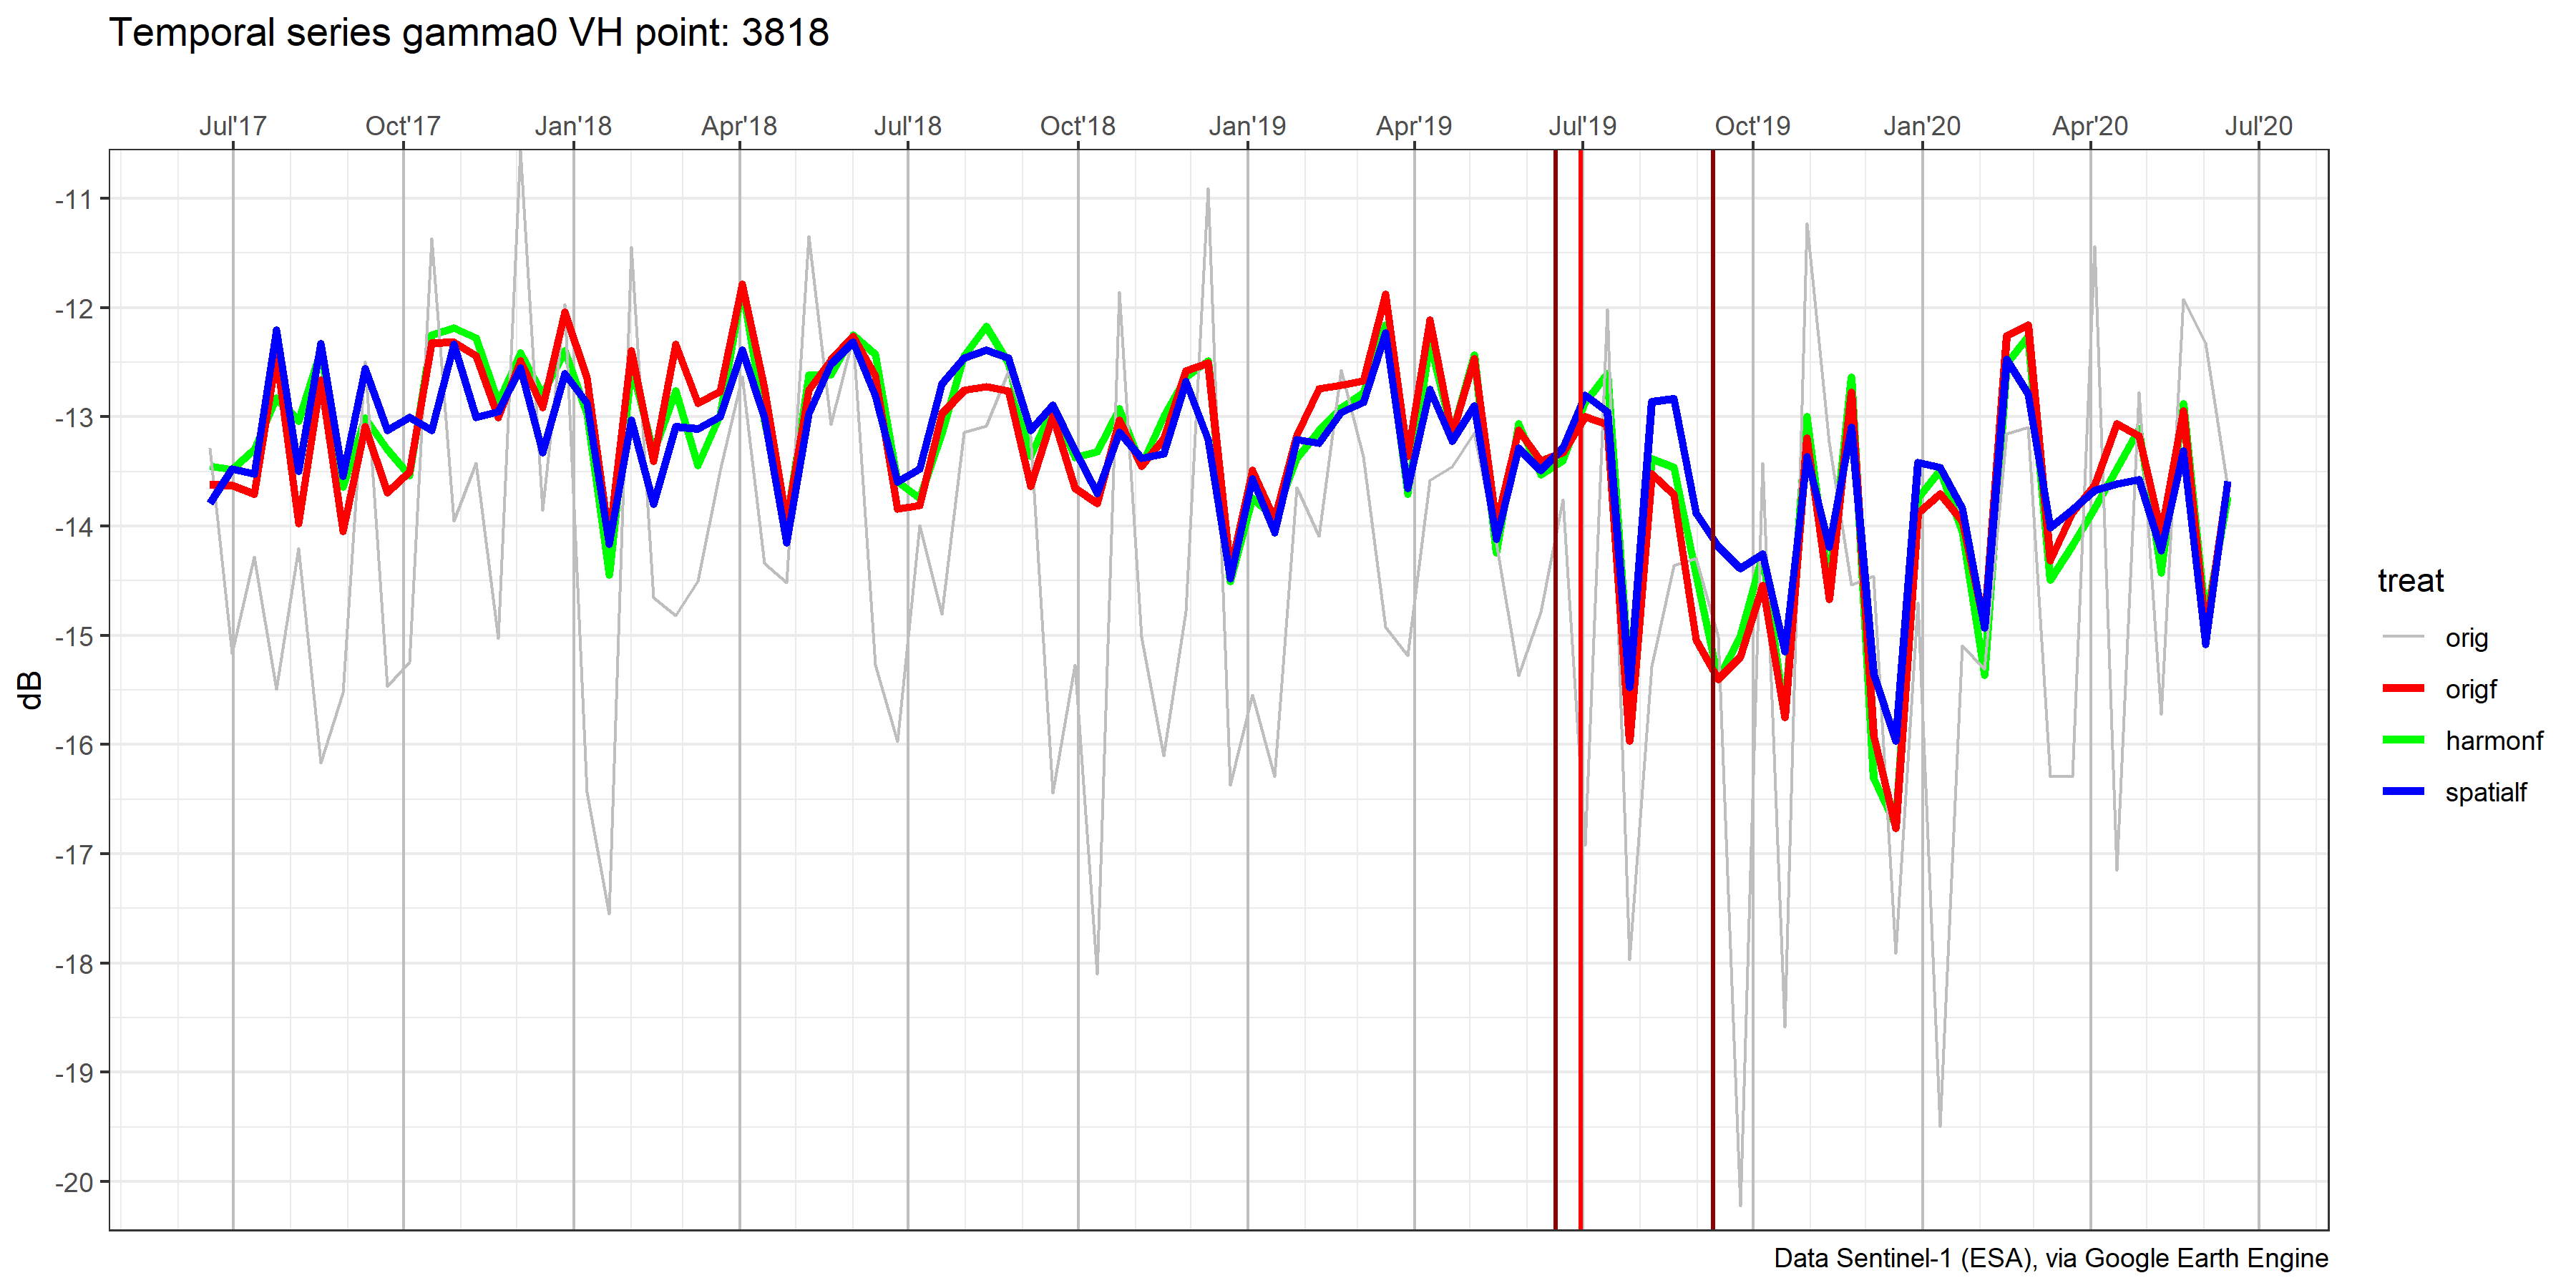 Temporal series gamma0 VH point: 3818
Jul'17 Oct'17 Jan'18 Apr'18 Jul'18 Oct'18 Jan'19 Apr'19 Jul'19 Oct'19 Jan'20 Apr'20 Jul'20
-11
-12
-13
-14
-15
-16
-17
-18
-19
-20
dB
treat
orig
origf
harmonf
spatialf
Data Sentinel-1 (ESA), via Google Earth Engine